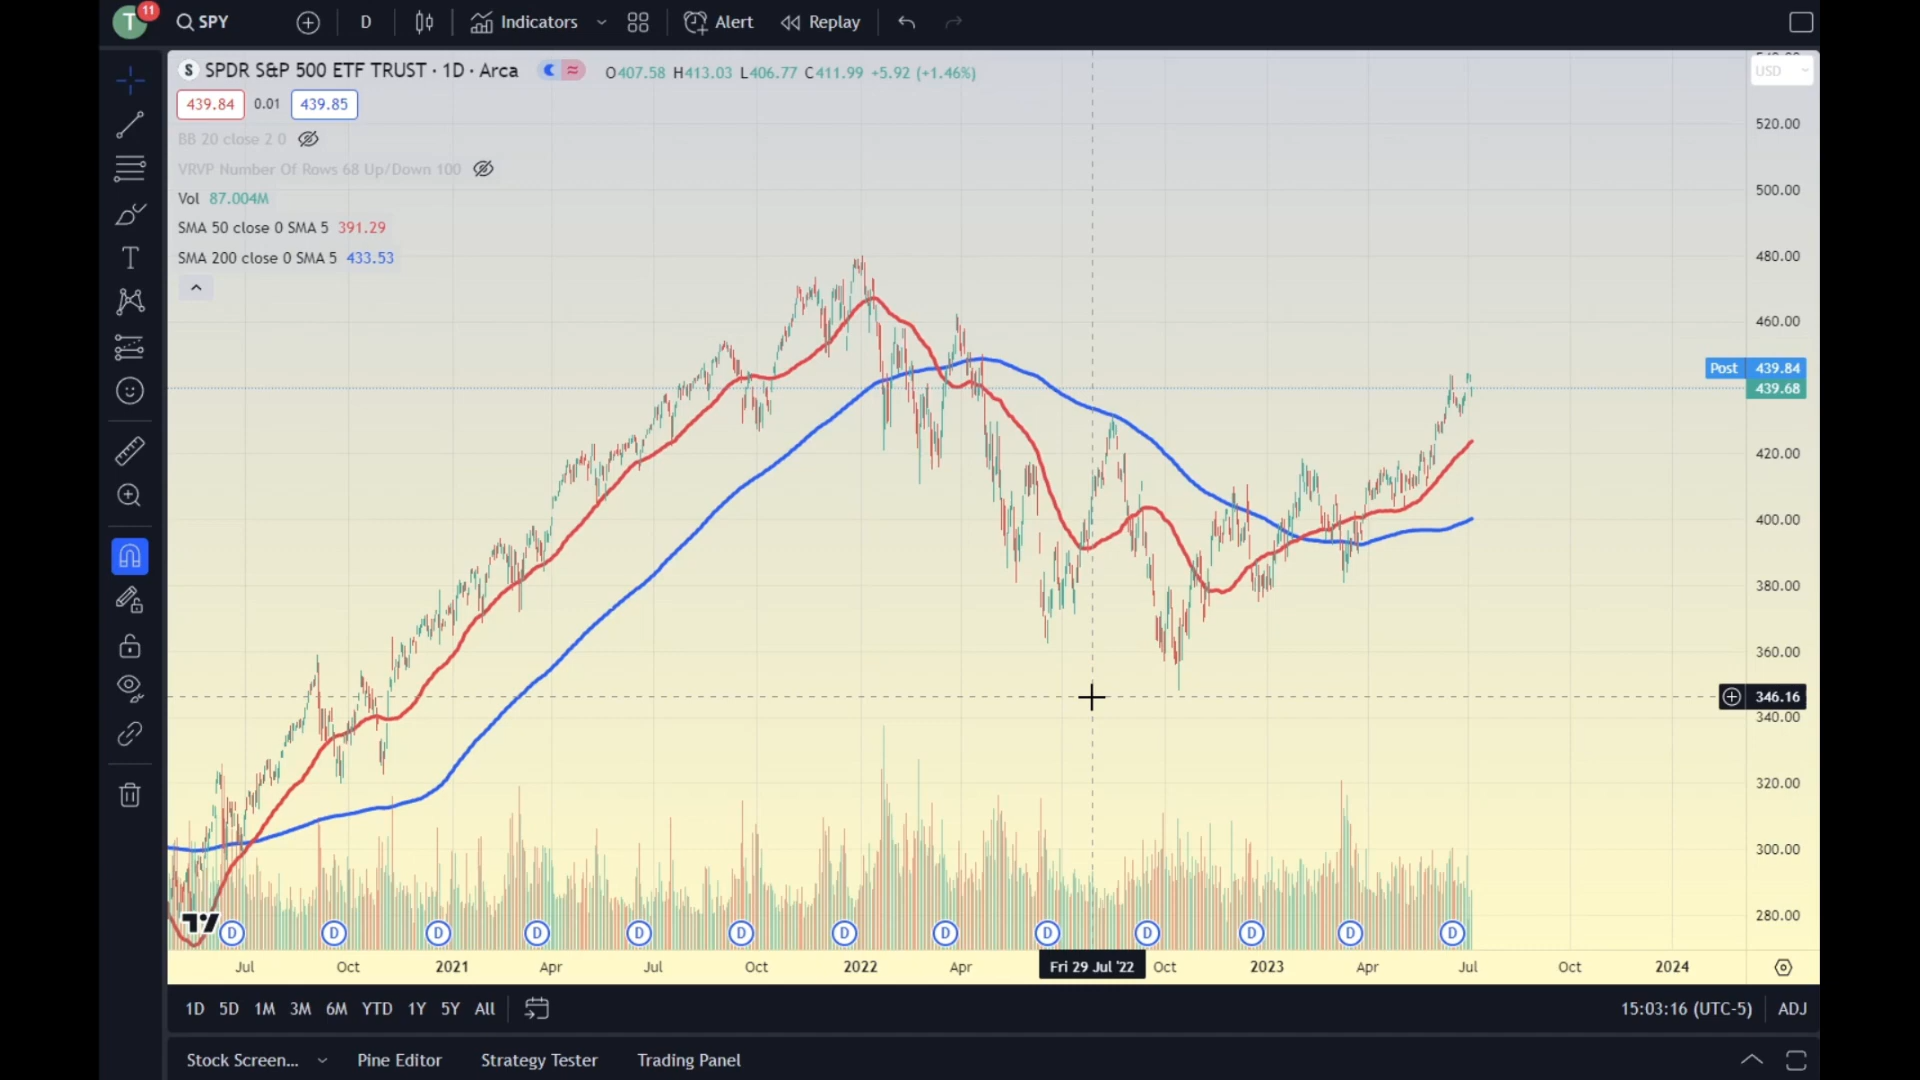 T 11 SPY D Indicators Alert Replay
S SPDR S&P 500 ETF TRUST · 1D · Arca O407.58 H413.03 L406.77 C411.99 +5.92 (+1.46%)
USD
439.84 0.01 439.85
BB 20 close 2 0
VRVP Number Of Rows 68 Up/Down 100
Vol 87.004M
SMA 50 close 0 SMA 5 391.29
SMA 200 close 0 SMA 5 433.53
520.00
500.00
480.00
460.00
Post 439.84
439.68
420.00
400.00
380.00
360.00
346.16
340.00
320.00
300.00
280.00
D D D D D D D D D D D D D
Jul Oct 2021 Apr Jul Oct 2022 Apr Fri 29 Jul '22 Oct 2023 Apr Jul Oct 2024
1D 5D 1M 3M 6M YTD 1Y 5Y All 15:03:16 (UTC-5) ADJ
Stock Screen... Pine Editor Strategy Tester Trading Panel